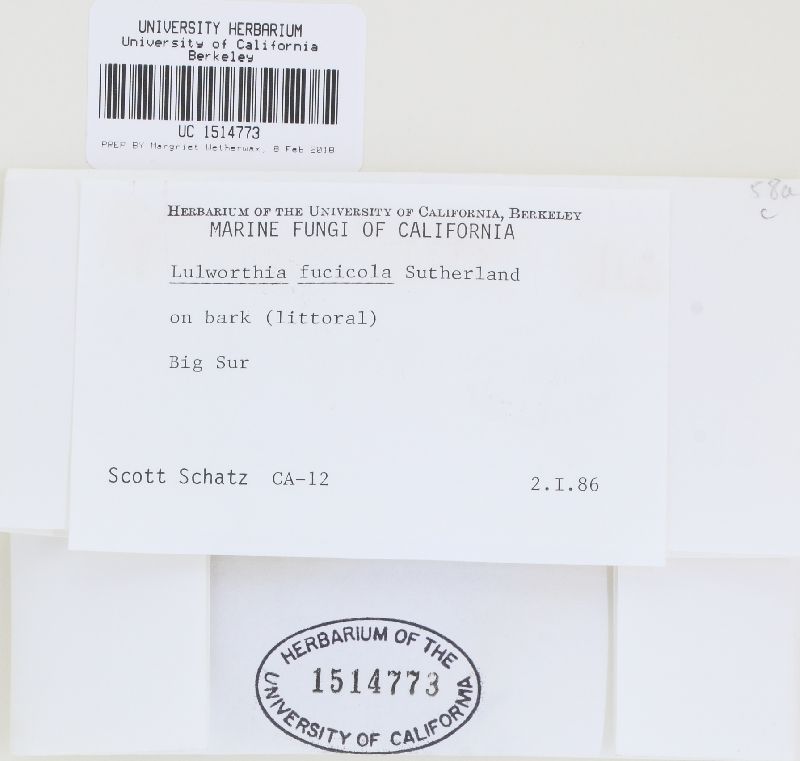 UNIVERSITY HERBARIUM
University of California
Berkeley
UC 1514773
PREP BY Margriet Wetherwax, 8 Feb 2018
58a
c
HERBARIUM OF THE UNIVERSITY OF CALIFORNIA, BERKELEY
MARINE FUNGI OF CALIFORNIA
Lulworthia fucicola Sutherland
on bark (littoral)
Big Sur
Scott Schatz CA-12 2.I.86
HERBARIUM OF THE
1514773
UNIVERSITY OF CALIFORNIA